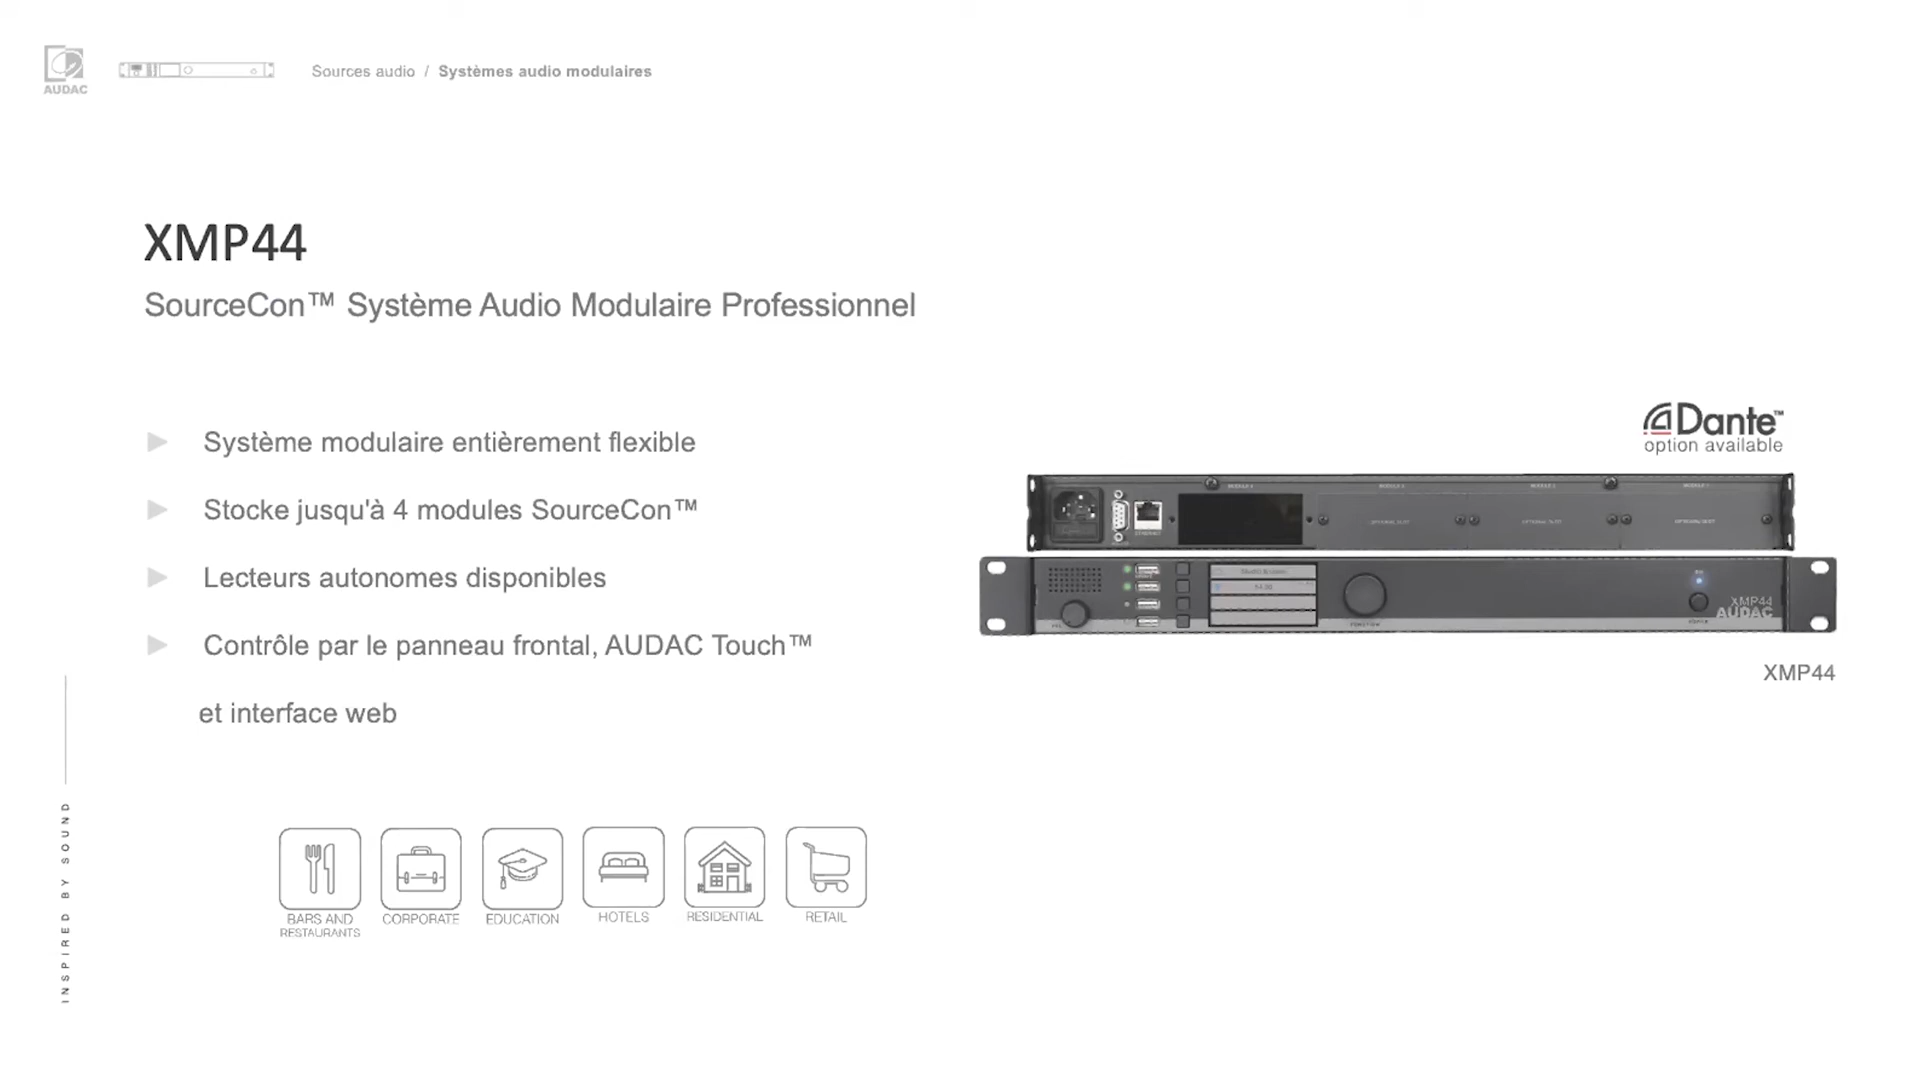 AUDAC
Sources audio / Systèmes audio modulaires
XMP44
SourceCon™ Système Audio Modulaire Professionnel
Système modulaire entièrement flexible
Stocke jusqu'à 4 modules SourceCon™
Lecteurs autonomes disponibles
Contrôle par le panneau frontal, AUDAC Touch™
et interface web
Dante™
option available
XMP44
AUDAC
XMP44
BARS AND
RESTAURANTS
CORPORATE
EDUCATION
HOTELS
RESIDENTIAL
RETAIL
INSPIRED BY SOUND